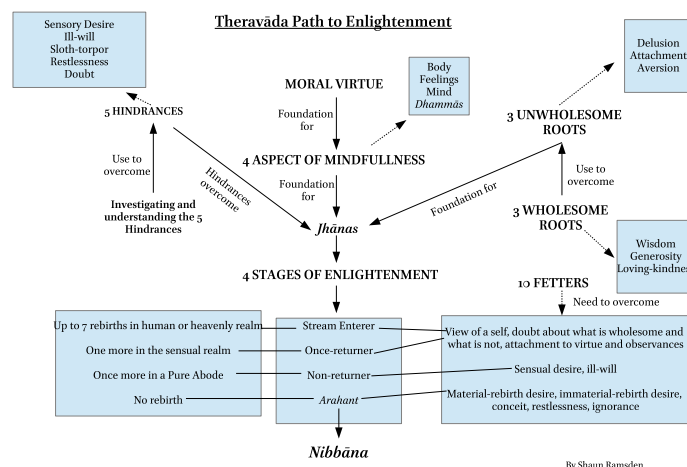 Theravāda Path to Enlightenment
Sensory Desire
Ill-will
Sloth-torpor
Restlessness
Doubt
Body
Feelings
Mind
Dhammās
Delusion
Attachment
Aversion
MORAL VIRTUE
5 HINDRANCES
Foundation
for
3 UNWHOLESOME
ROOTS
4 ASPECT OF MINDFULLNESS
Use to
overcome
Hindrances
overcome
Foundation
for
Foundation for
Use to
overcome
Investigating and
understanding the 5
Hindrances
Jhānas
3 WHOLESOME
ROOTS
Wisdom
Generosity
Loving-kindnes
4 STAGES OF ENLIGHTENMENT
10 FETTERS
Need to overcome
Up to 7 rebirths in human or heavenly realm
Stream Enterer
View of a self, doubt about what is wholesome and
what is not, attachment to virtue and observances
One more in the sensual realm
Once-returner
Once more in a Pure Abode
Non-returner
Sensual desire, ill-will
No rebirth
Arahant
Material-rebirth desire, immaterial-rebirth desire,
conceit, restlessness, ignorance
Nibbāna
By Shaun Ramsden